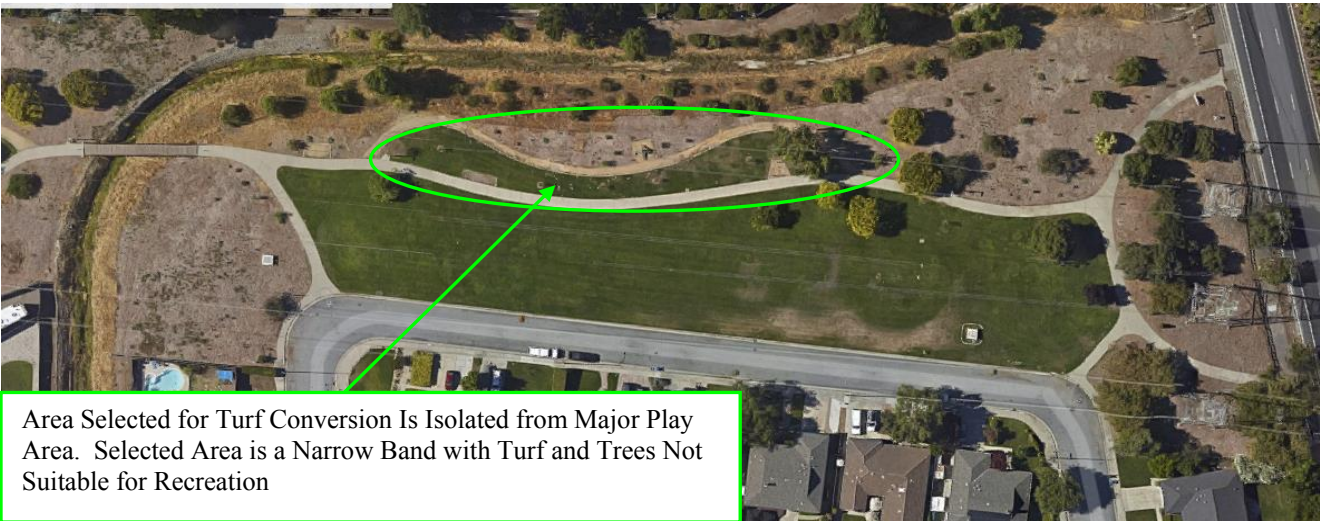 Area Selected for Turf Conversion Is Isolated from Major Play
Area.  Selected Area is a Narrow Band with Turf and Trees Not
Suitable for Recreation